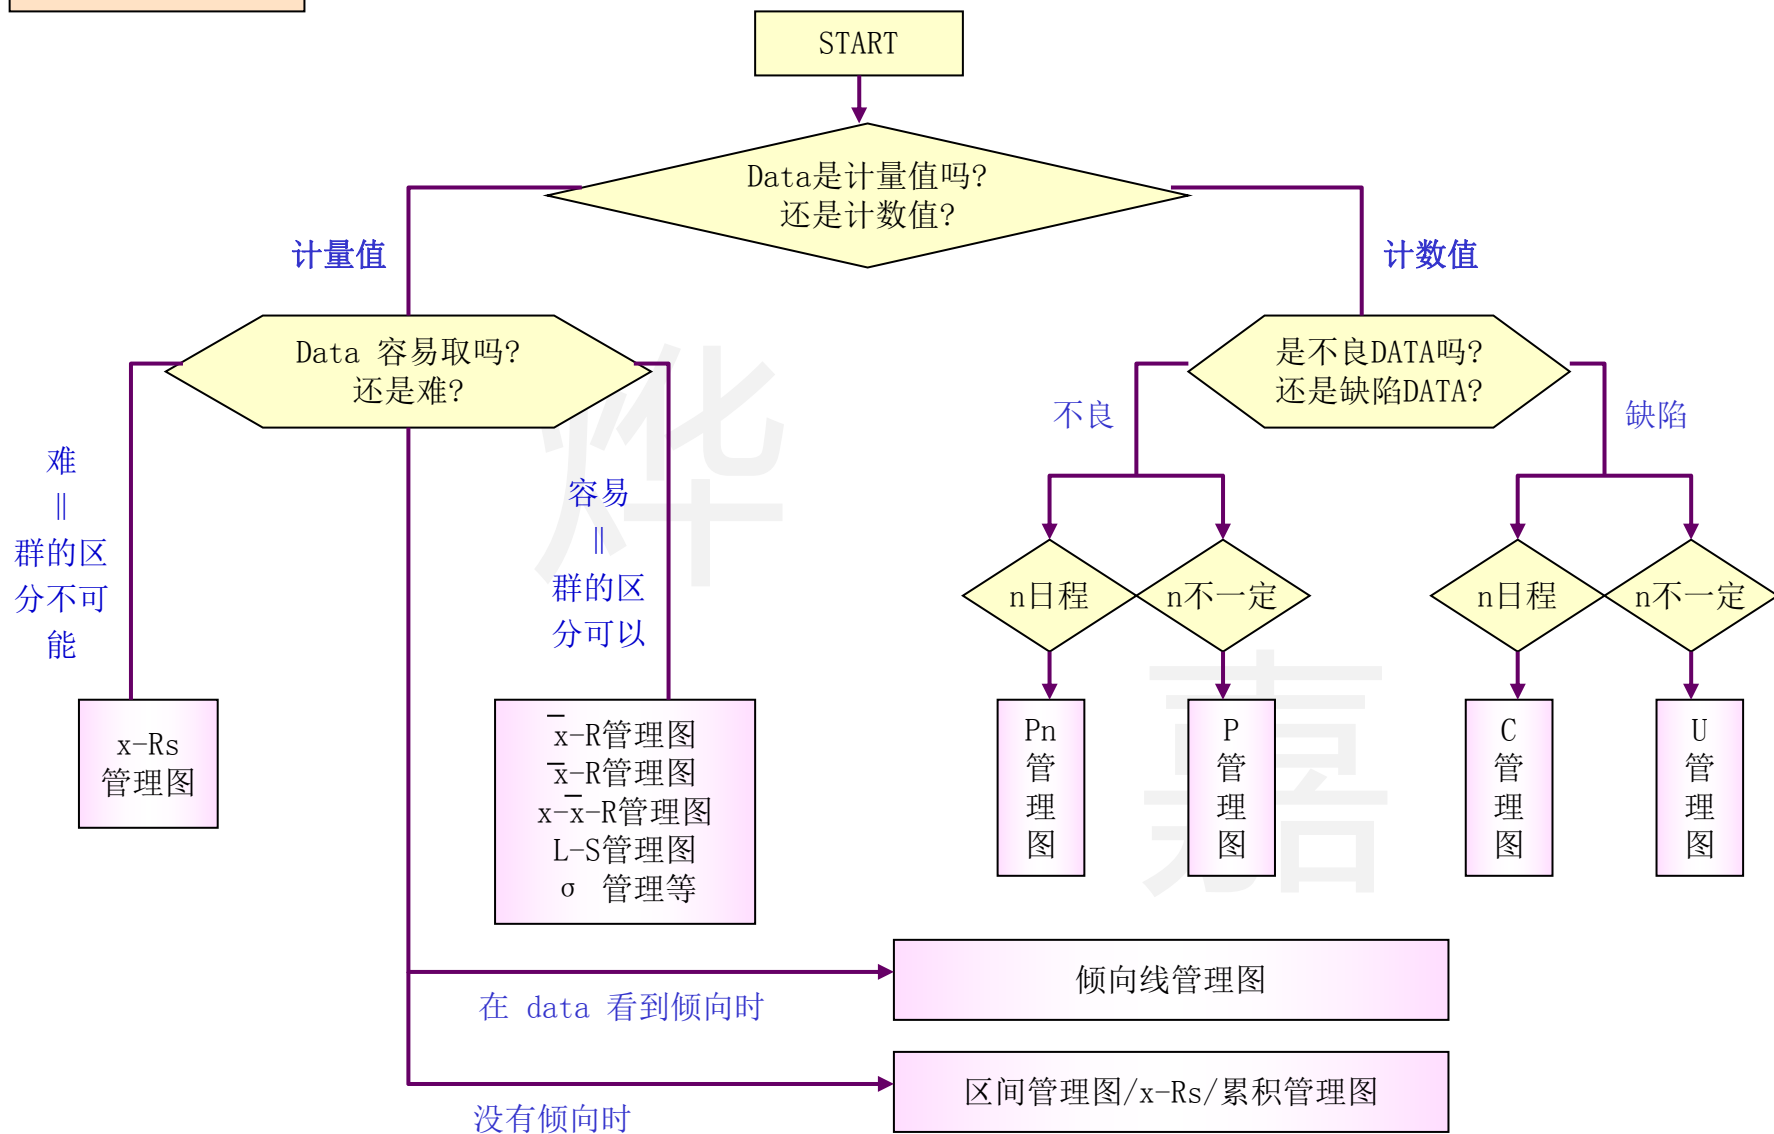 START
Data是计量值吗?
还是计数值?
计量值
计数值
Data 容易取吗?
还是难?
是不良DATA吗?
还是缺陷DATA?
不良
缺陷
难
‖
群的区
分不可
能
容易
‖
群的区
分可以
n日程
n不一定
n日程
n不一定
x-Rs
管理图
x̅-R管理图
x̅-R管理图
x-x̅-R管理图
L-S管理图
σ 管理等
Pn
管
理
图
P
管
理
图
C
管
理
图
U
管
理
图
倾向线管理图
在 data 看到倾向时
区间管理图/x-Rs/累积管理图
没有倾向时
烨
嘉